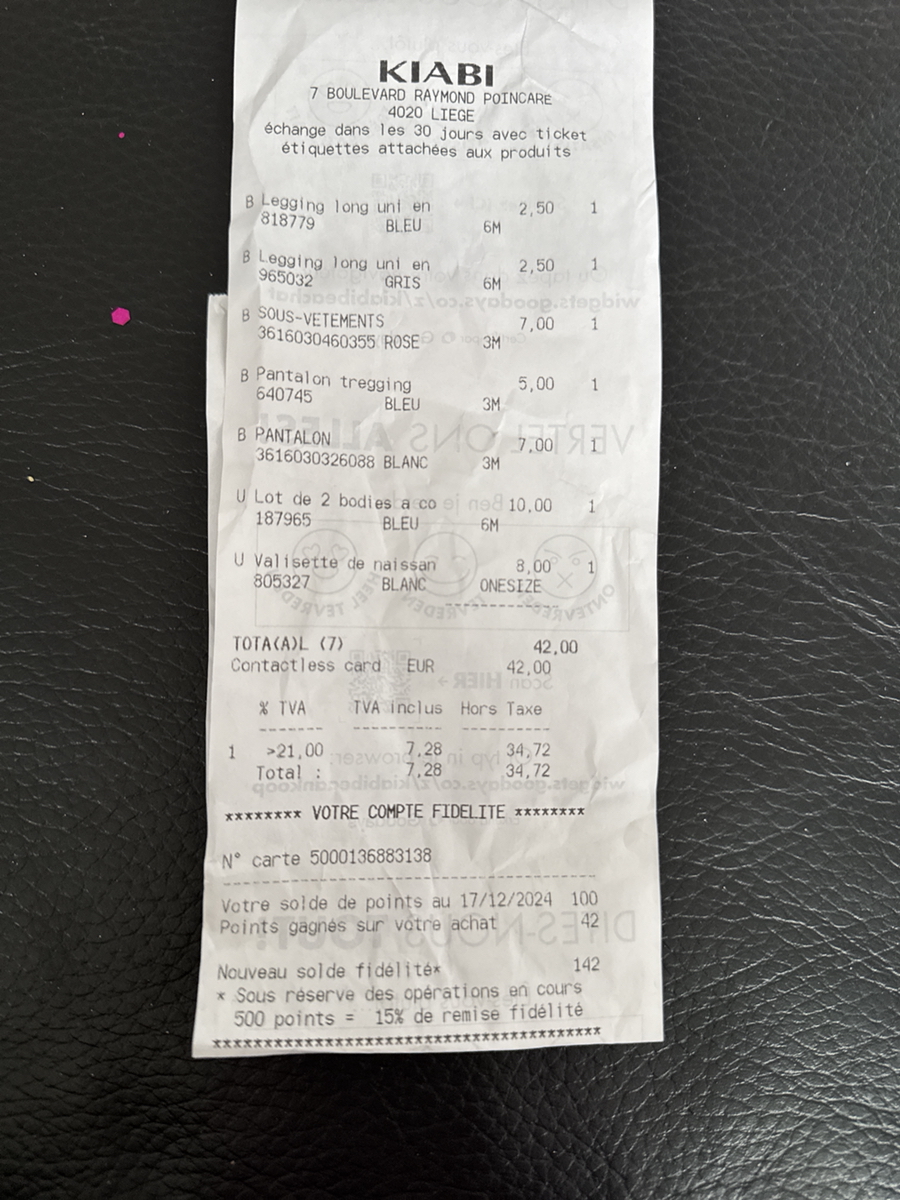 KIABI
7 BOULEVARD RAYMOND POINCARE
4020 LIEGE
échange dans les 30 jours avec ticket
étiquettes attachées aux produits
B Legging long uni en 2,50 1
818779 BLEU 6M
B Legging long uni en 2,50 1
965032 GRIS 6M
B SOUS-VETEMENTS 7,00 1
3616030460355 ROSE 3M
B Pantalon tregging 5,00 1
640745 BLEU 3M
B PANTALON 7,00 1
3616030326088 BLANC 3M
U Lot de 2 bodies a co 10,00 1
187965 BLEU 6M
U Valisette de naissan 8,00 1
805327 BLANC ONESIZE
------------
TOTA(A)L (7) 42,00
Contactless card EUR 42,00
% TVA TVA inclus Hors Taxe
------- ---------- ---------
1 >21,00 7,28 34,72
Total : 7,28 34,72
******** VOTRE COMPTE FIDELITE ********
N° carte 5000136883138
----------------------------------------
Votre solde de points au 17/12/2024 100
Points gagnés sur votre achat 42
Nouveau solde fidélité* 142
* Sous réserve des opérations en cours
500 points = 15% de remise fidélité
****************************************